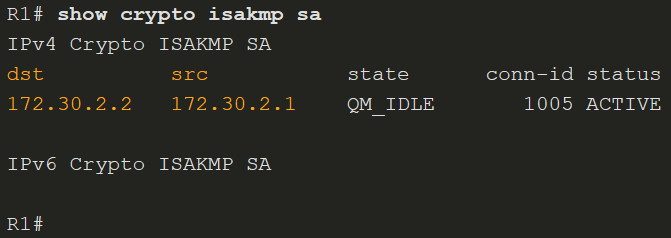 R1# show crypto isakmp sa
IPv4 Crypto ISAKMP SA
dst src state conn-id status
172.30.2.2 172.30.2.1 QM_IDLE 1005 ACTIVE
IPv6 Crypto ISAKMP SA
R1#